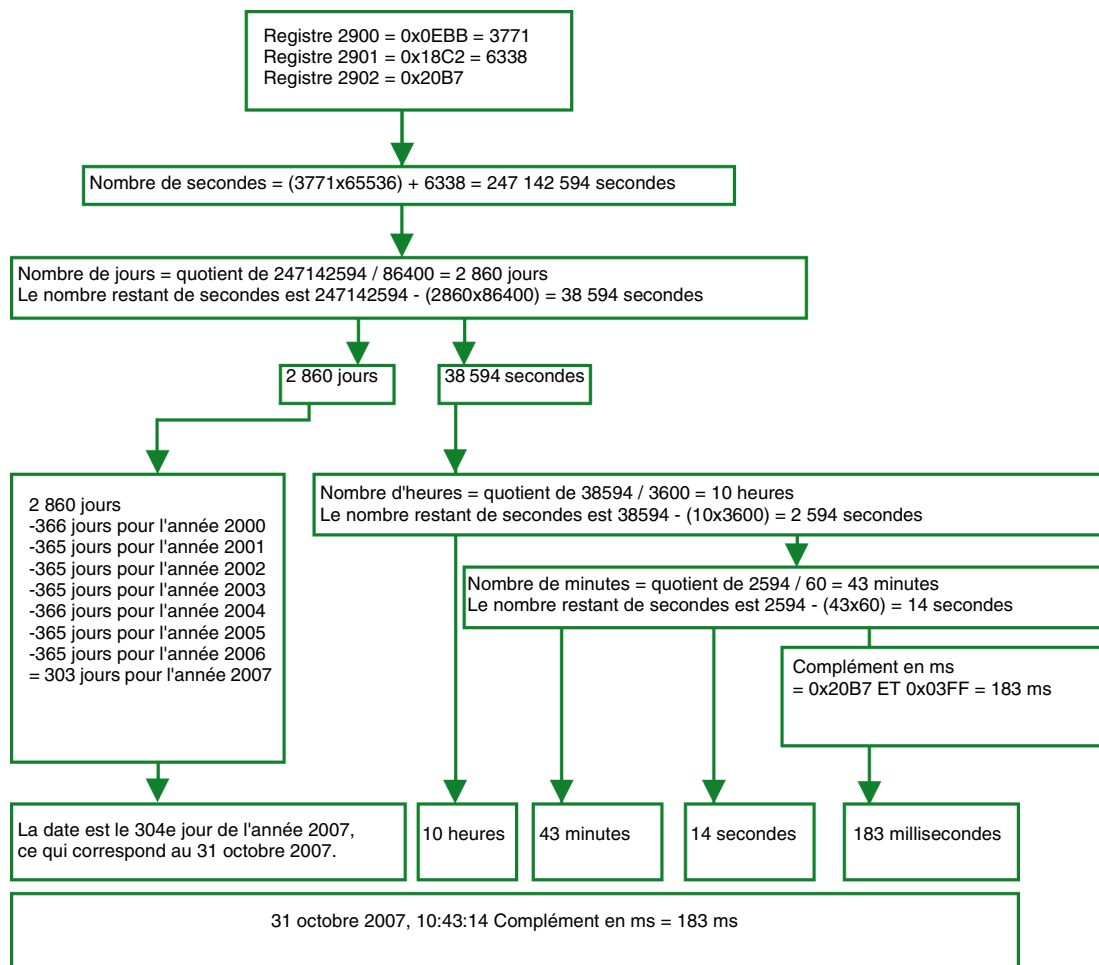 Registre 2900 = 0x0EBB = 3771
Registre 2901 = 0x18C2 = 6338
Registre 2902 = 0x20B7
Nombre de secondes = (3771x65536) + 6338 = 247 142 594 secondes
Nombre de jours = quotient de 247142594 / 86400 = 2 860 jours
Le nombre restant de secondes est 247142594 - (2860x86400) = 38 594 secondes
2 860 jours
38 594 secondes
2 860 jours
-366 jours pour l'année 2000
-365 jours pour l'année 2001
-365 jours pour l'année 2002
-365 jours pour l'année 2003
-366 jours pour l'année 2004
-365 jours pour l'année 2005
-365 jours pour l'année 2006
= 303 jours pour l'année 2007
Nombre d'heures = quotient de 38594 / 3600 = 10 heures
Le nombre restant de secondes est 38594 - (10x3600) = 2 594 secondes
Nombre de minutes = quotient de 2594 / 60 = 43 minutes
Le nombre restant de secondes est 2594 - (43x60) = 14 secondes
Complément en ms
= 0x20B7 ET 0x03FF = 183 ms
La date est le 304e jour de l'année 2007,
ce qui correspond au 31 octobre 2007.
10 heures
43 minutes
14 secondes
183 millisecondes
31 octobre 2007, 10:43:14 Complément en ms = 183 ms